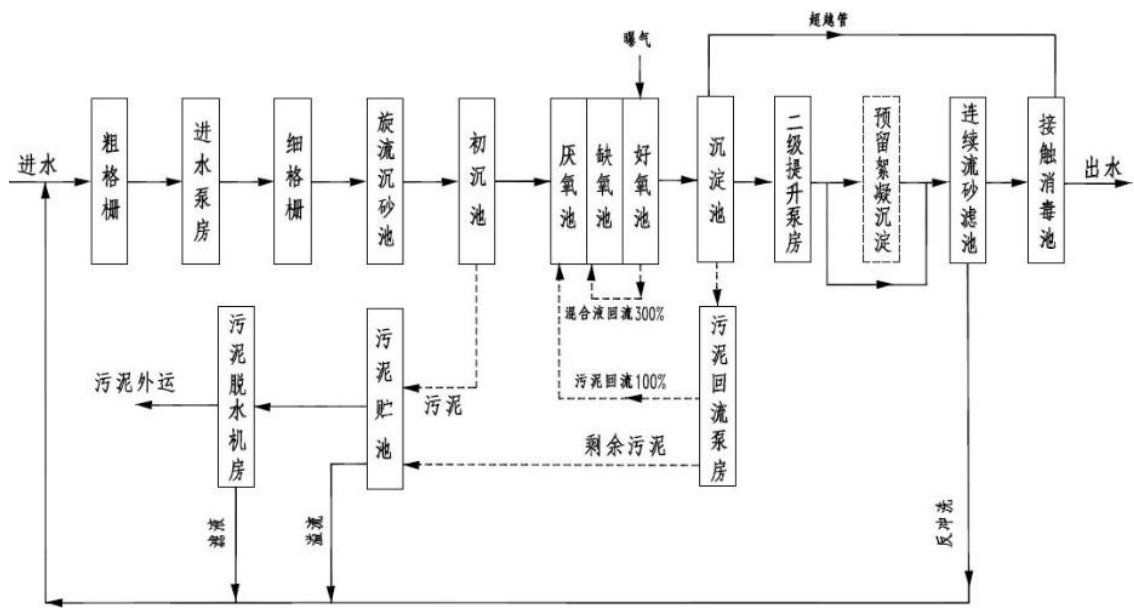 超越管
曝气
进水
粗格栅
进水泵房
细格栅
旋流沉砂池
初沉池
厌氧池
缺氧池
好氧池
沉淀池
二级提升泵房
预留絮凝沉淀
连续流砂滤池
接触消毒池
出水
混合液回流300%
污泥外运
污泥脱水机房
污泥贮池
污泥
污泥回流100%
污泥回流泵房
剩余污泥
滤液
溢流
反冲洗